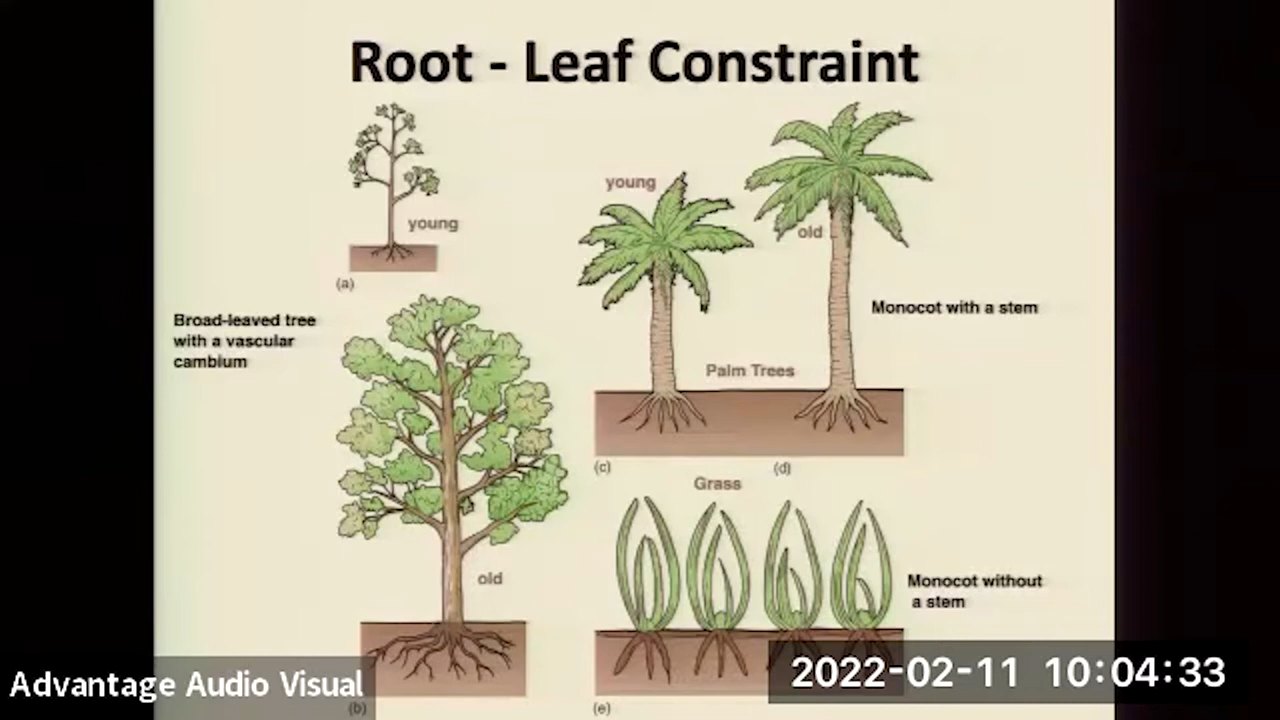 Root - Leaf Constraint
young
(a)
Broad-leaved tree
with a vascular
cambium
old
(b)
young
old
Monocot with a stem
Palm Trees
(c)
(d)
Grass
Monocot without
a stem
(e)
Advantage Audio Visual
2022-02-11 10:04:33